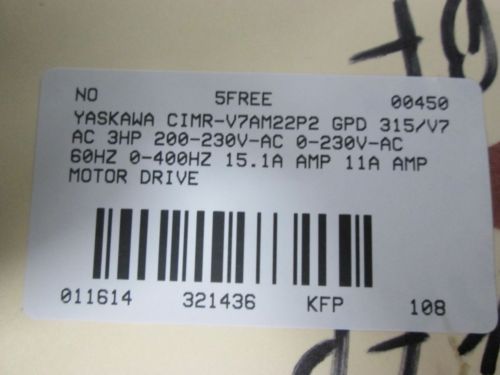 NO 5FREE 00450
YASKAWA CIMR-V7AM22P2 GPD 315/V7
AC 3HP 200-230V-AC 0-230V-AC
60HZ 0-400HZ 15.1A AMP 11A AMP
MOTOR DRIVE
011614 321436 KFP 108